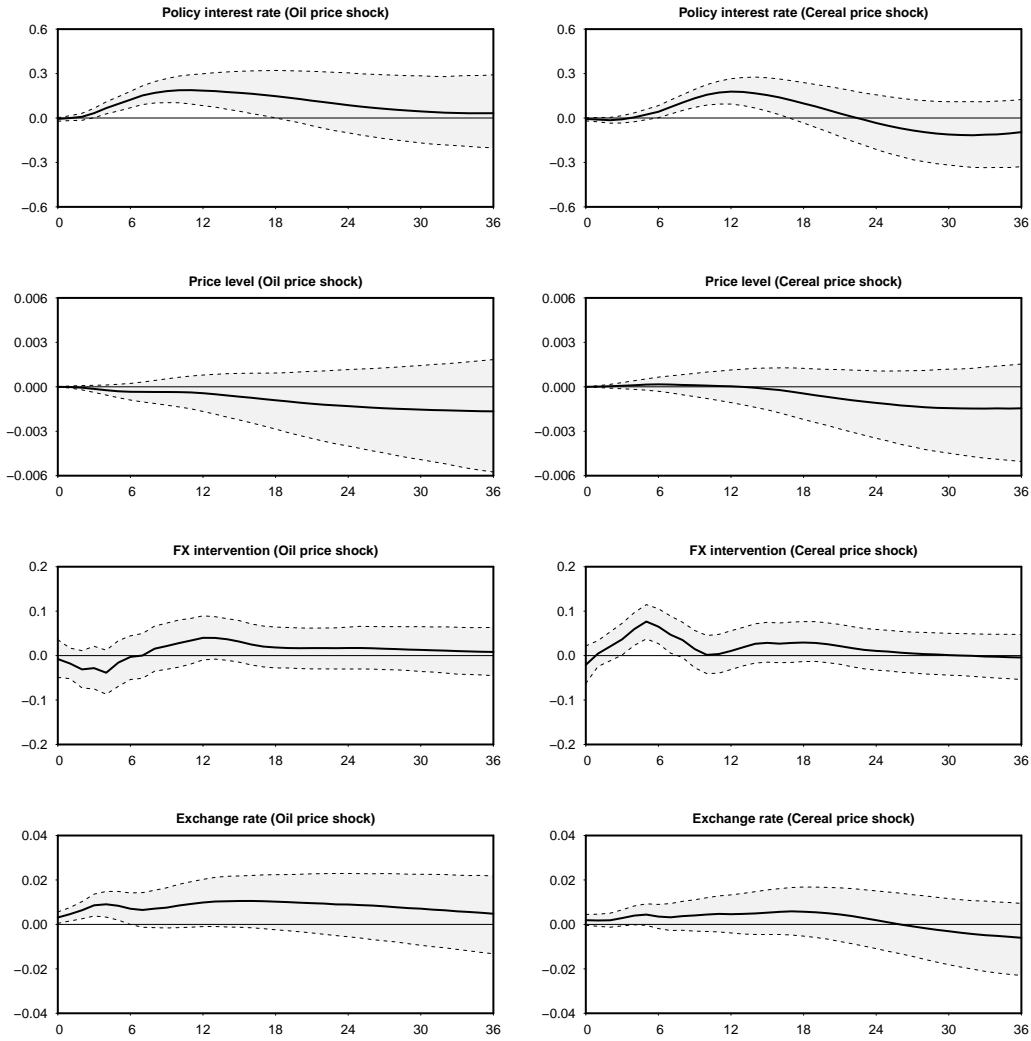 Policy interest rate (Oil price shock)
0.6
0.3
0.0
−0.3
−0.6
0 6 12 18 24 30 36
Policy interest rate (Cereal price shock)
0.6
0.3
0.0
−0.3
−0.6
0 6 12 18 24 30 36
Price level (Oil price shock)
0.006
0.003
0.000
−0.003
−0.006
0 6 12 18 24 30 36
Price level (Cereal price shock)
0.006
0.003
0.000
−0.003
−0.006
0 6 12 18 24 30 36
FX intervention (Oil price shock)
0.2
0.1
0.0
−0.1
−0.2
0 6 12 18 24 30 36
FX intervention (Cereal price shock)
0.2
0.1
0.0
−0.1
−0.2
0 6 12 18 24 30 36
Exchange rate (Oil price shock)
0.04
0.02
0.00
−0.02
−0.04
0 6 12 18 24 30 36
Exchange rate (Cereal price shock)
0.04
0.02
0.00
−0.02
−0.04
0 6 12 18 24 30 36